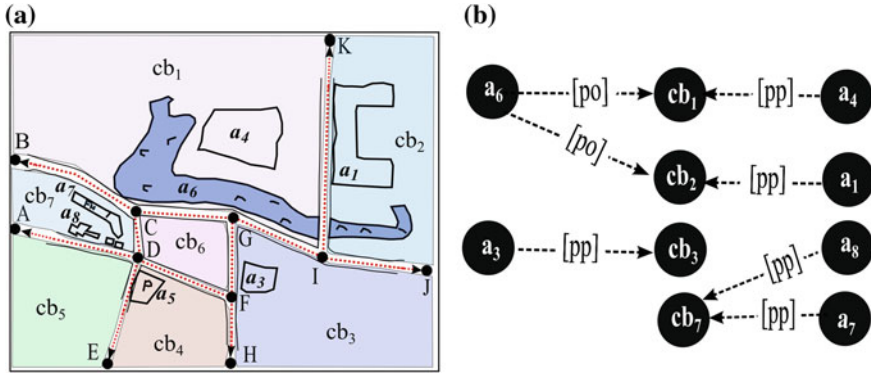 (a)
K
cb1
B
a4
cb2
a1
cb7
a7
a6
A
a8
C
D
cb6
G
I
J
a3
cb5
P
a5
F
E
cb4
H
cb3
(b)
a6 [po] cb1 [pp] a4
[po]
cb2 [pp] a1
a3 [pp] cb3
a8
[pp]
cb7 [pp] a7